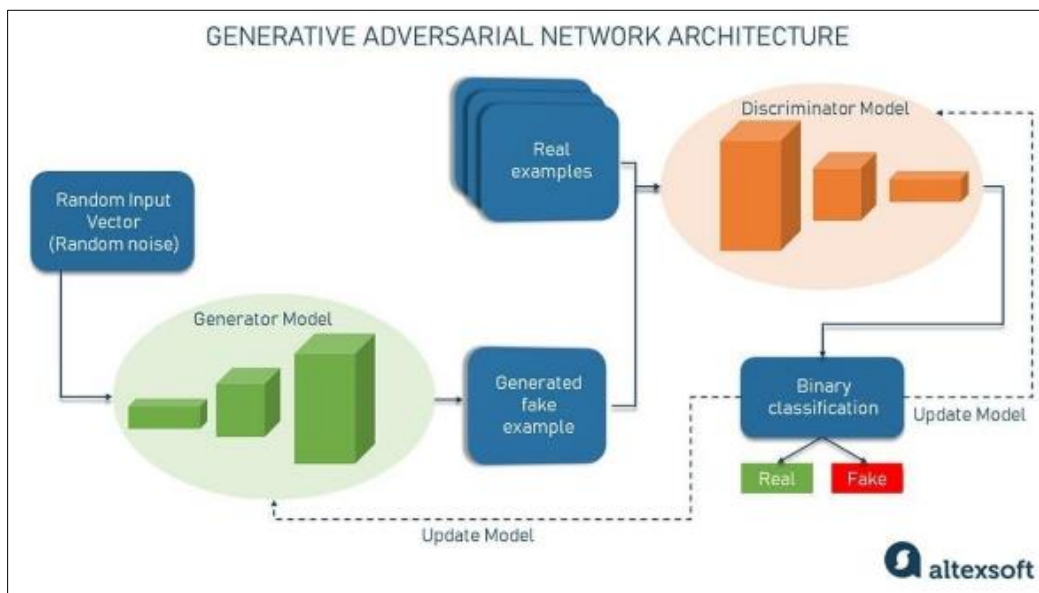 GENERATIVE ADVERSARIAL NETWORK ARCHITECTURE
Real
examples
Discriminator Model
Random Input
Vector
(Random noise)
Generator Model
Generated
fake
example
Binary
classification
Update Model
Real
Fake
Update Model
altexsoft